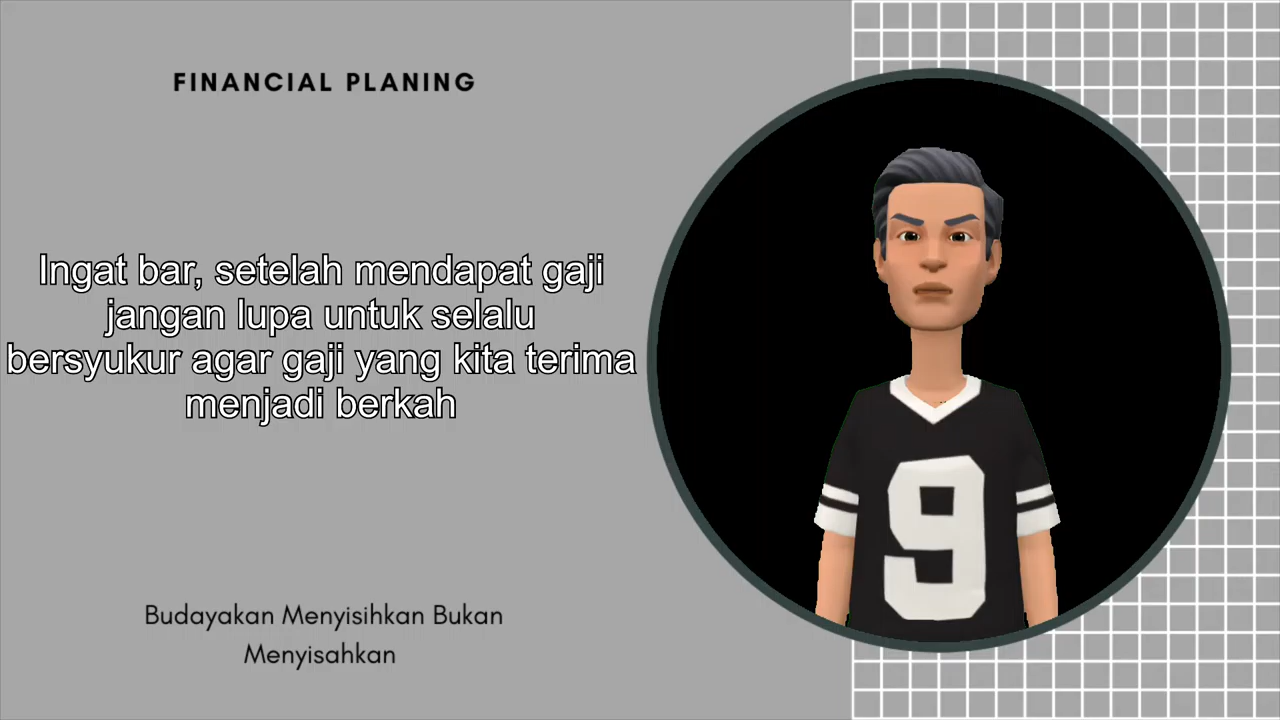 FINANCIAL PLANING
Ingat bar, setelah mendapat gaji
jangan lupa untuk selalu
bersyukur agar gaji yang kita terima
menjadi berkah
9
Budayakan Menyisihkan Bukan
Menyisahkan